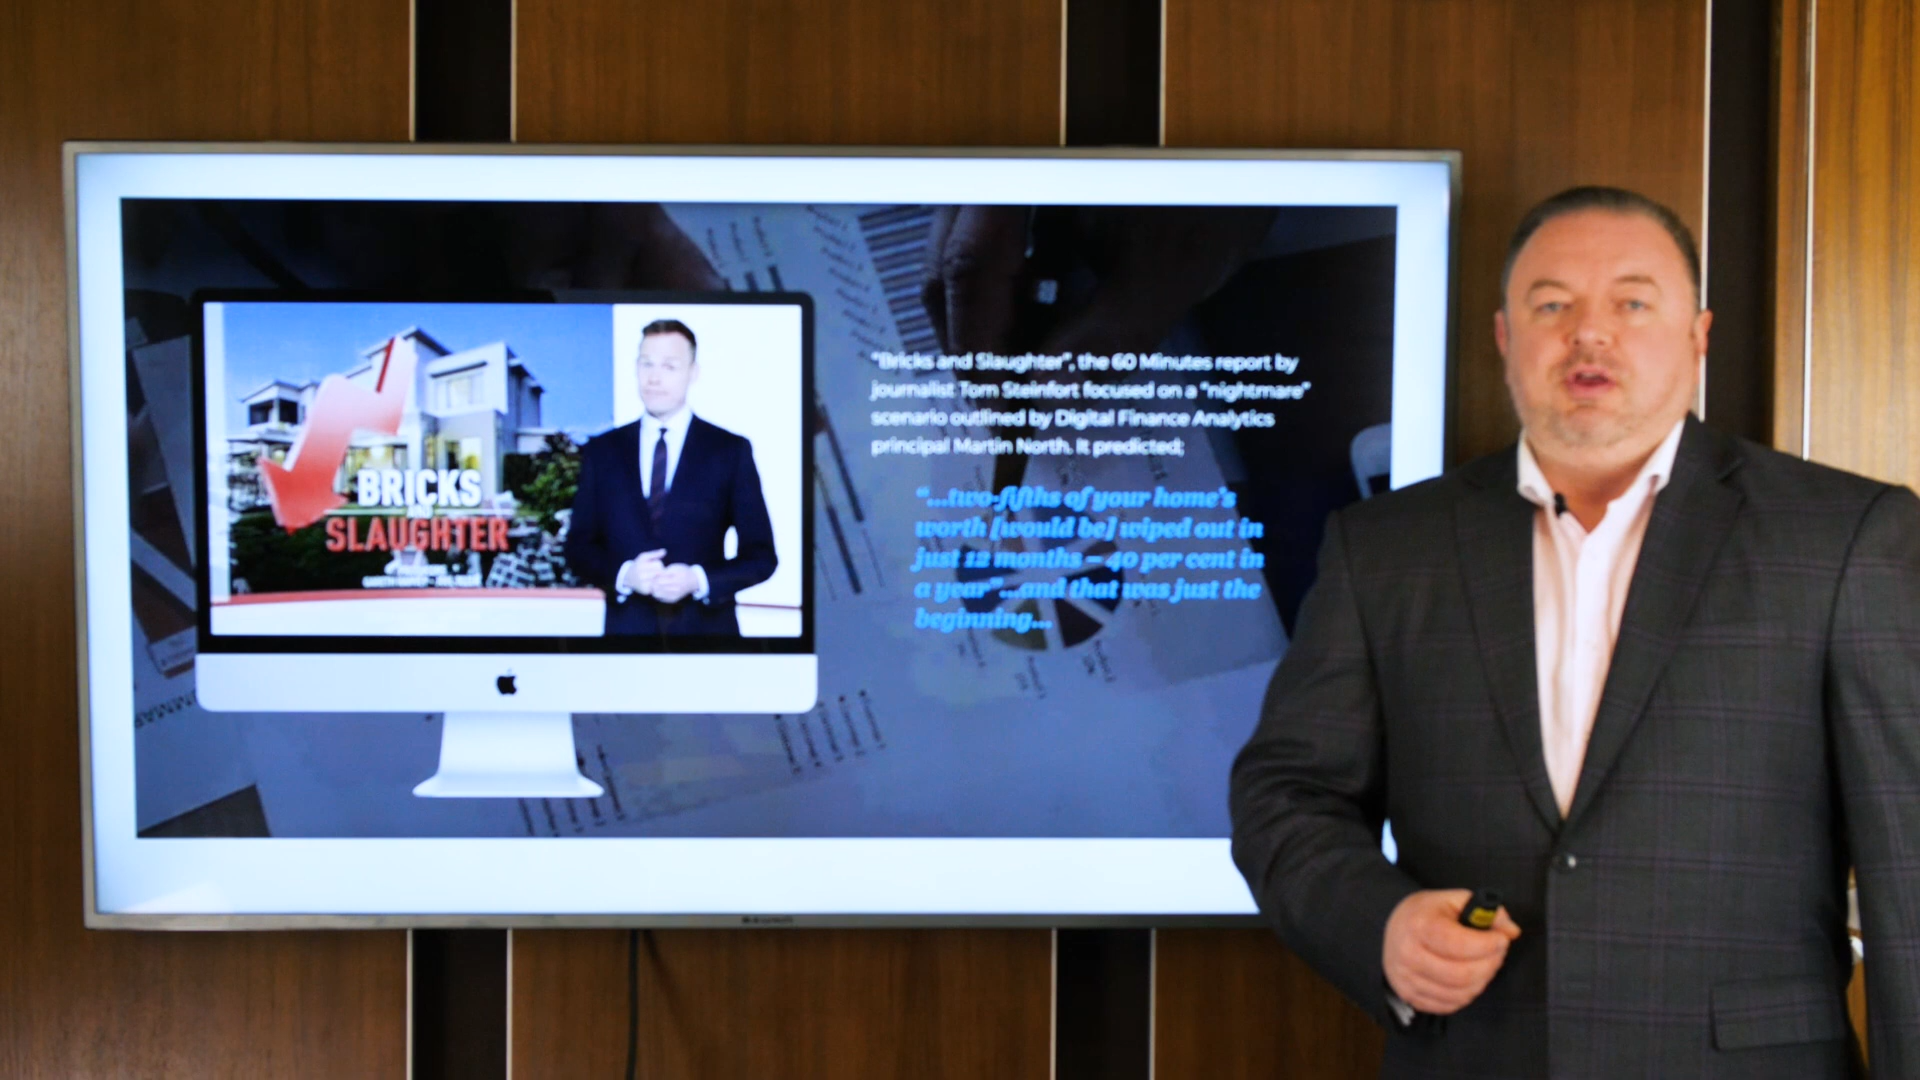 BRICKS
AND
SLAUGHTER
"Bricks and Slaughter", the 60 Minutes report by
journalist Tom Steinfort focused on a "nightmare"
scenario outlined by Digital Finance Analytics
principal Martin North. It predicted;
"...two-fifths of your home's
worth [would be] wiped out in
just 12 months – 40 per cent in
a year"...and that was just the
beginning...